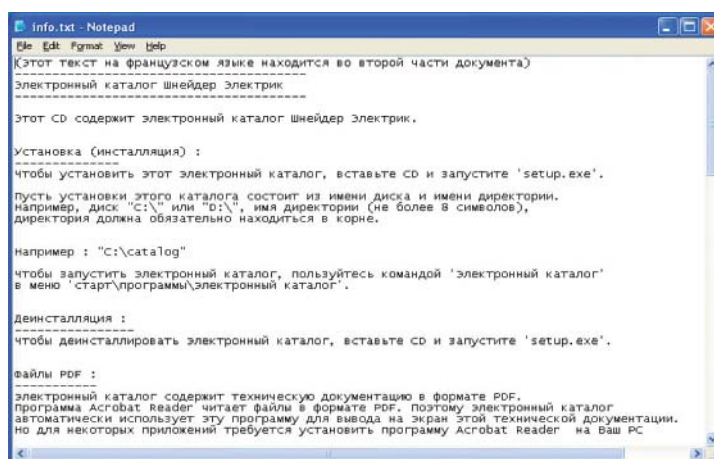 info.txt - Notepad
File Edit Format View Help
(этот текст на французском языке находится во второй части документа)
----------------------------------------
Электронный каталог Шнейдер Электрик
----------------------------------------
Этот CD содержит электронный каталог Шнейдер Электрик.
Установка (инсталляция) :
--------------
Чтобы установить этот электронный каталог, вставьте CD и запустите 'setup.exe'.
Пусть установки этого каталога состоит из имени диска и имени директории.
Например, диск "C:\" или "D:\", имя директории (не более 8 символов),
директория должна обязательно находиться в корне.
Например : "C:\catalog"
Чтобы запустить электронный каталог, пользуйтесь командой 'Электронный каталог'
в меню 'старт\программы\электронный каталог'.
Деинсталляция :
----------------
Чтобы деинсталлировать электронный каталог, вставьте CD и запустите 'setup.exe'.
Файлы PDF :
-----------
Электронный каталог содержит техническую документацию в формате PDF.
Программа Acrobat Reader читает файлы в формате PDF. Поэтому электронный каталог
автоматически использует эту программу для вывода на экран этой технической документации.
Но для некоторых приложений требуется установить программу Acrobat Reader на Ваш PC